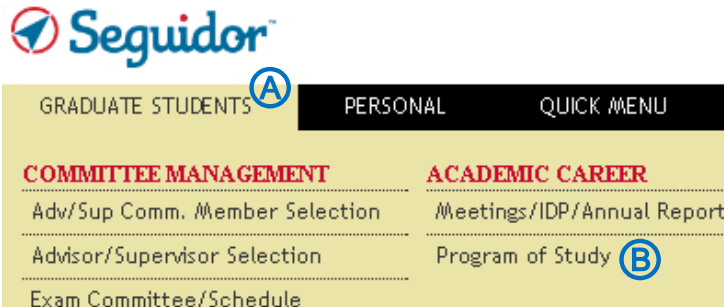 Seguidor™
GRADUATE STUDENTS A PERSONAL QUICK MENU
COMMITTEE MANAGEMENT
Adv/Sup Comm. Member Selection
Advisor/Supervisor Selection
Exam Committee/Schedule
ACADEMIC CAREER
Meetings/IDP/Annual Report
Program of Study B